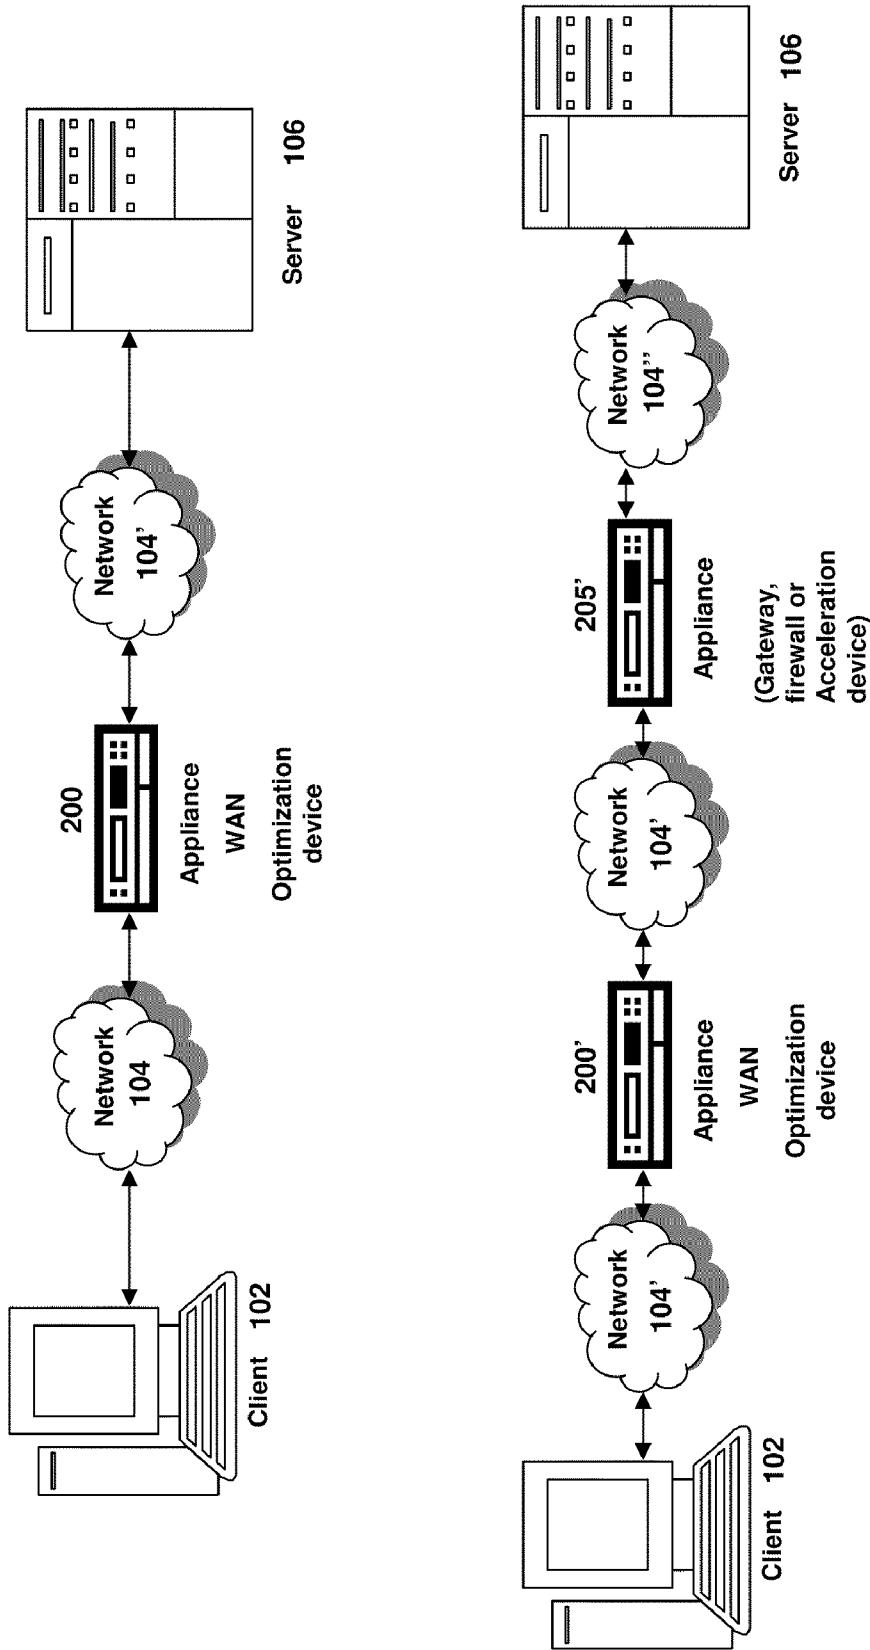 Client 102
Network
104
200
Appliance
WAN
Optimization
device
Network
104'
Server 106
Client 102
Network
104'
200'
Appliance
WAN
Optimization
device
Network
104'
205'
Appliance
(Gateway,
firewall or
Acceleration
device)
Network
104''
Server 106